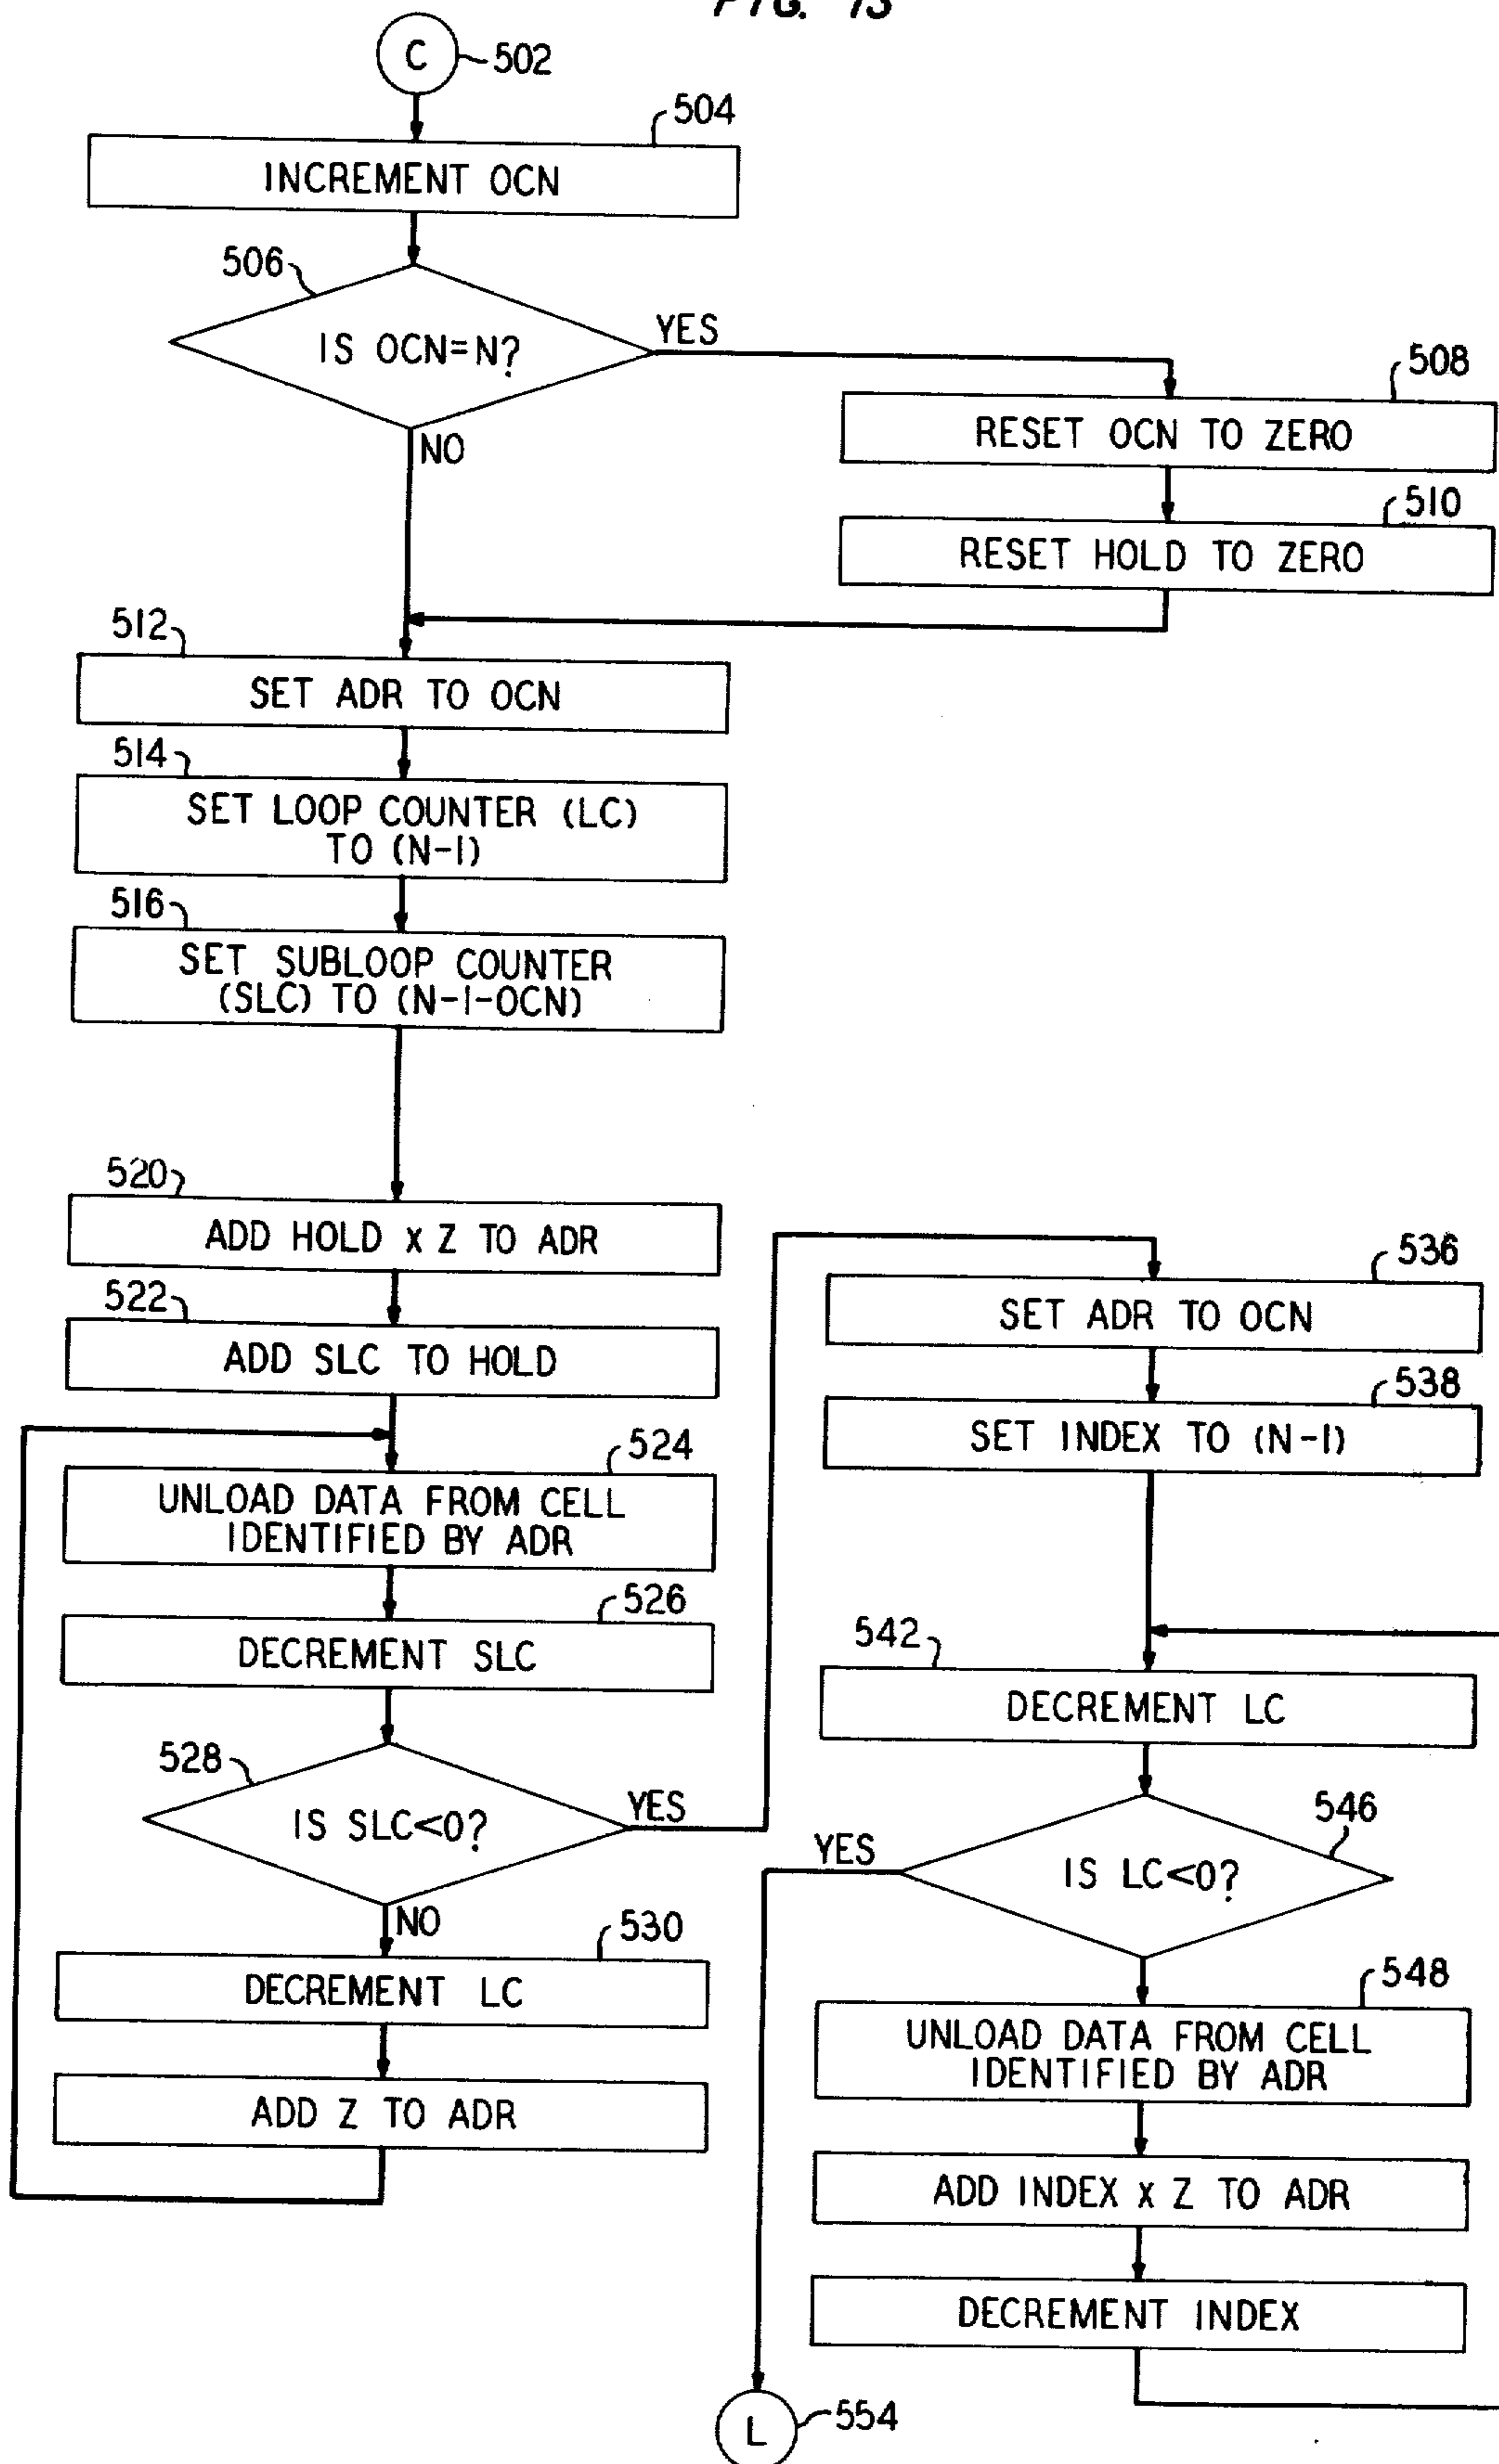 FIG. 13
C
502
504
INCREMENT OCN
506
IS OCN=N?
YES
NO
508
RESET OCN TO ZERO
510
RESET HOLD TO ZERO
512
SET ADR TO OCN
514
SET LOOP COUNTER (LC)
TO (N-1)
516
SET SUBLOOP COUNTER
(SLC) TO (N-1-OCN)
520
ADD HOLD x Z TO ADR
522
ADD SLC TO HOLD
524
UNLOAD DATA FROM CELL
IDENTIFIED BY ADR
526
DECREMENT SLC
528
IS SLC<0?
YES
NO
530
DECREMENT LC
ADD Z TO ADR
536
SET ADR TO OCN
538
SET INDEX TO (N-1)
542
DECREMENT LC
546
IS LC<0?
YES
548
UNLOAD DATA FROM CELL
IDENTIFIED BY ADR
ADD INDEX x Z TO ADR
DECREMENT INDEX
L
554